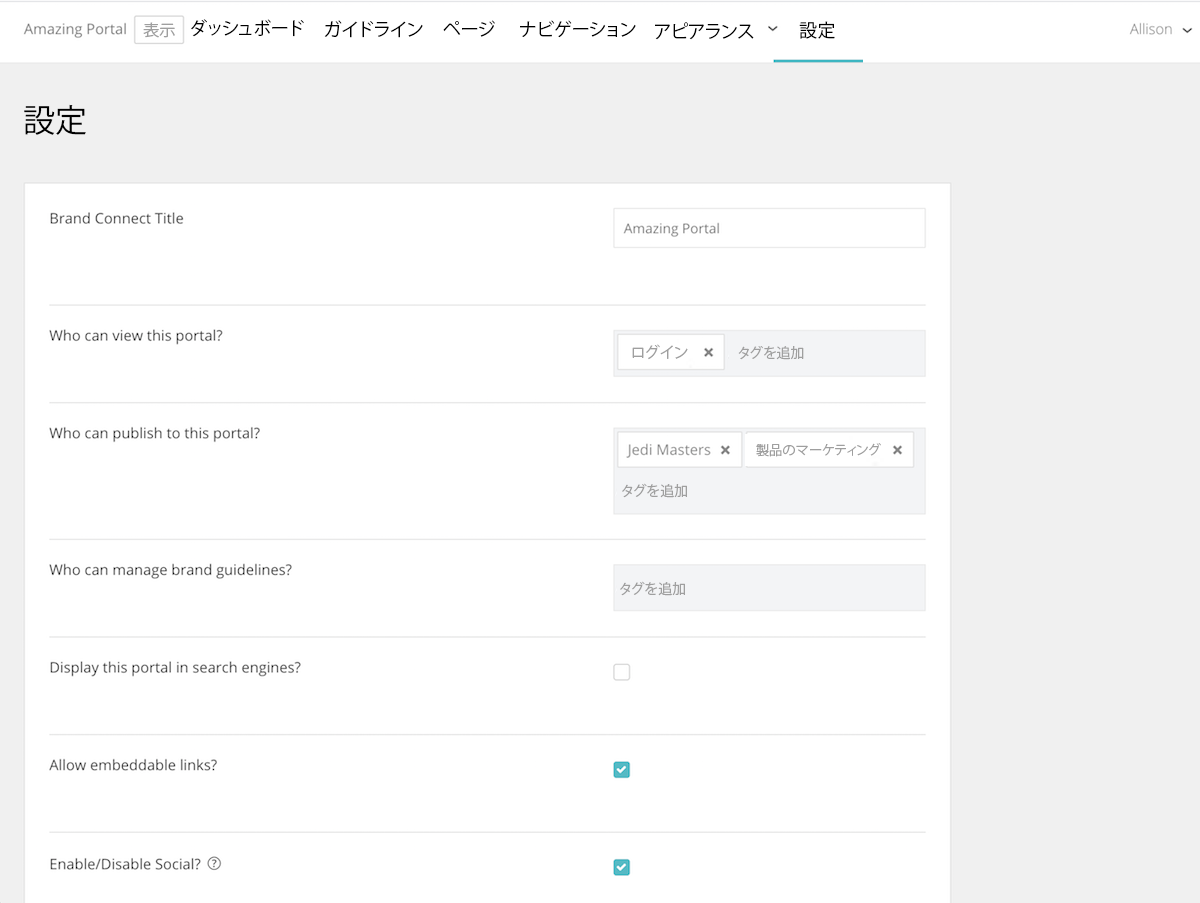 Amazing Portal 表示 ダッシュボード ガイドライン ページ ナビゲーション アピアランス 設定 Allison
設定
Brand Connect Title
Amazing Portal
Who can view this portal?
ログイン タグを追加
Who can publish to this portal?
Jedi Masters 製品のマーケティング
タグを追加
Who can manage brand guidelines?
タグを追加
Display this portal in search engines?
Allow embeddable links?
Enable/Disable Social? ?